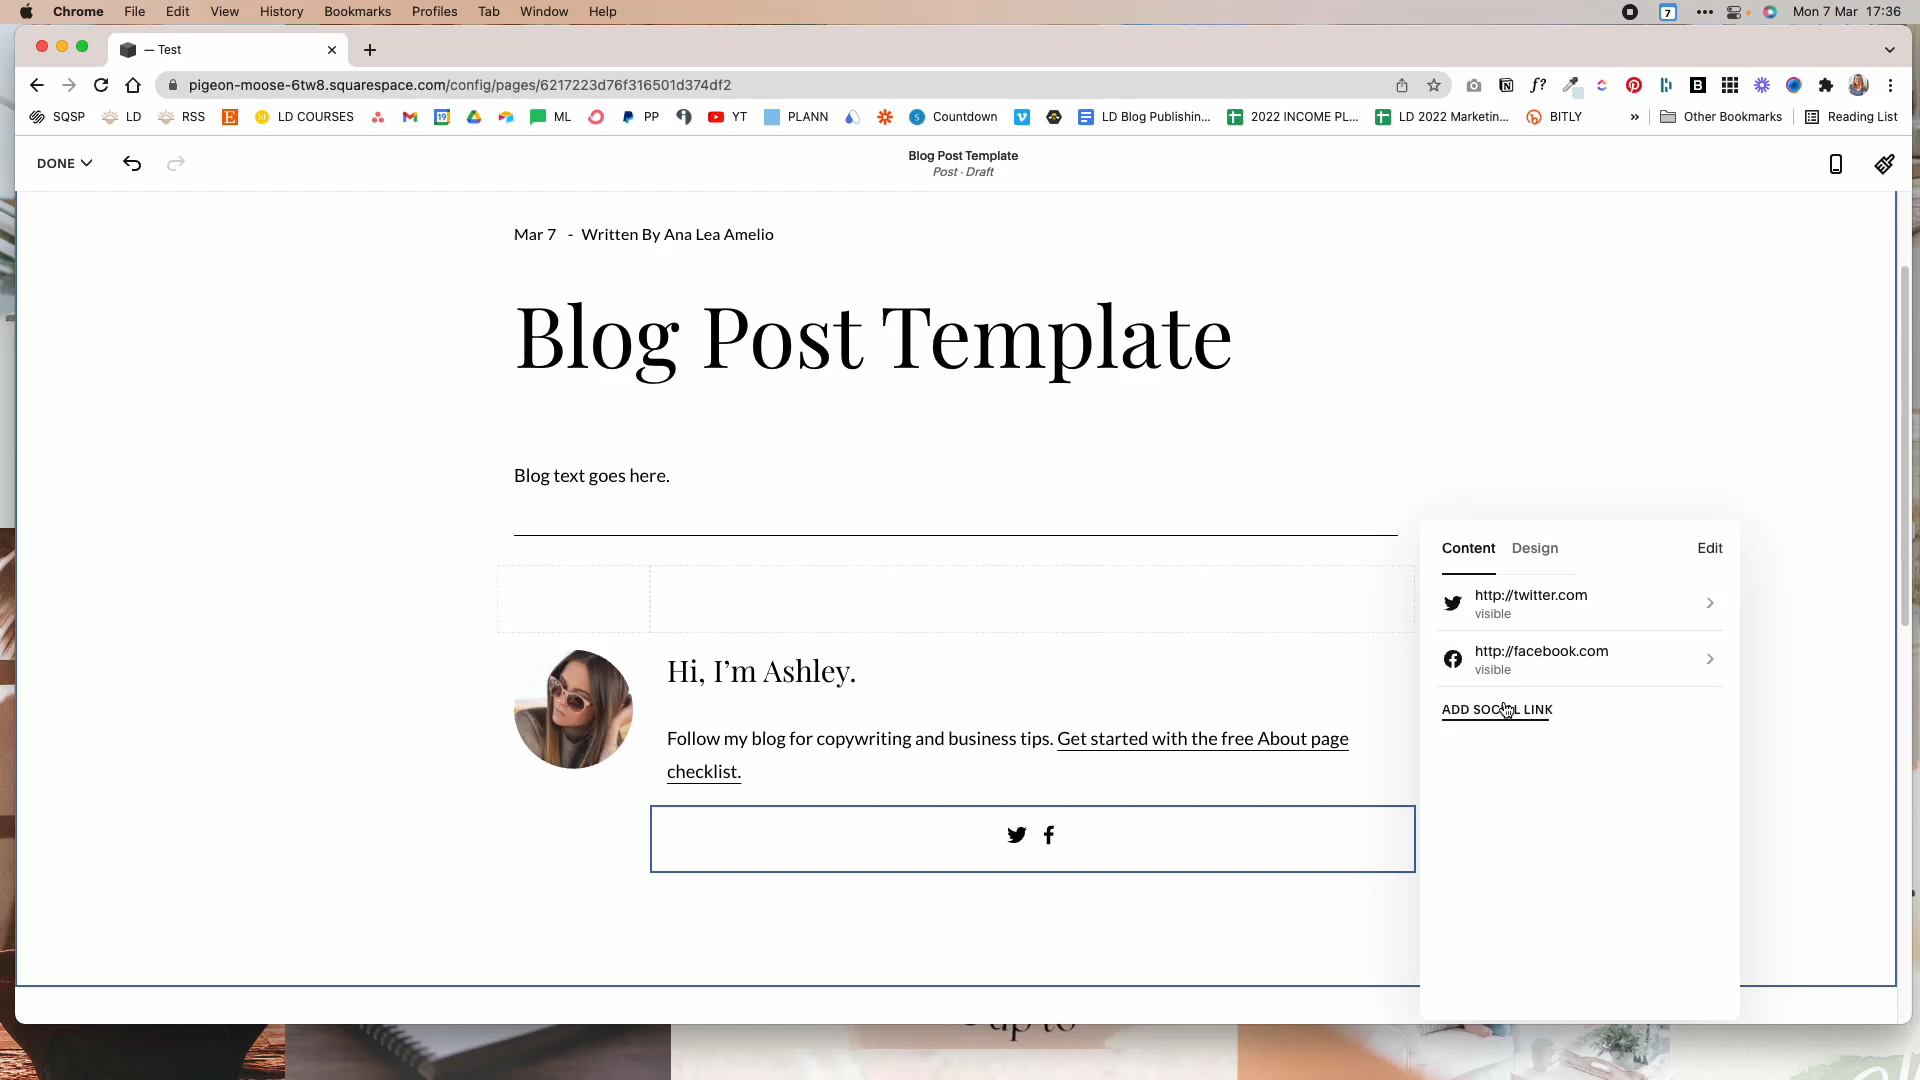 Chrome File Edit View History Bookmarks Profiles Tab Window Help 7 Mon 7 Mar 17:36
— Test
pigeon-moose-6tw8.squarespace.com/config/pages/6217223d76f316501d374df2 f?
SQSP LD RSS LD COURSES ML PP YT PLANN Countdown LD Blog Publishin... 2022 INCOME PL... LD 2022 Marketin... BITLY » Other Bookmarks Reading List
DONE
Blog Post Template
Post · Draft
Mar 7 - Written By Ana Lea Amelio
Blog Post Template
Blog text goes here.
Content Design Edit
http://twitter.com
visible
http://facebook.com
visible
ADD LINK
Hi, I'm Ashley.
Follow my blog for copywriting and business tips. Get started with the free About page
checklist.